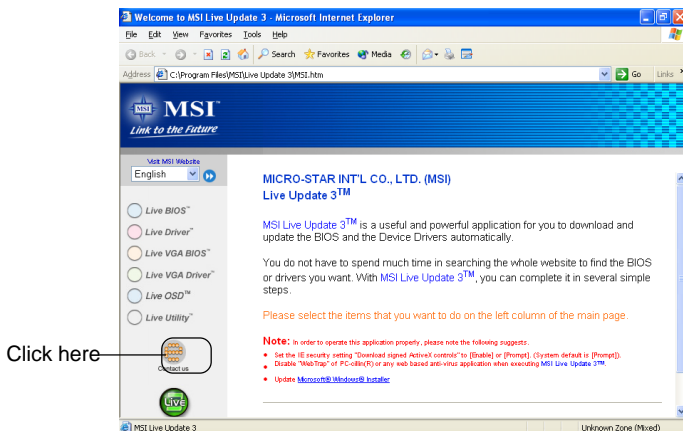 Welcome to MSI Live Update 3 - Microsoft Internet Explorer
File Edit View Favorites Tools Help
Back Search Favorites Media
Address C:\Program Files\MSI\Live Update 3\MSI.htm Go Links »
MSI
MSI™
Link to the Future
Visit MSI Website
English
Live BIOS™
Live Driver™
Live VGA BIOS™
Live VGA Driver™
Live OSD™
Live Utility™
Click here
Contact us
LIVE
MICRO-STAR INT'L CO., LTD. (MSI)
Live Update 3TM
MSI Live Update 3TM is a useful and powerful application for you to download and
update the BIOS and the Device Drivers automatically.
You do not have to spend much time in searching the whole website to find the BIOS
or drivers you want. With MSI Live Update 3TM, you can complete it in several simple
steps.
Please select the items that you want to do on the left column of the main page.
Note: In order to operate this application properly, please note the following suggests.
Set the IE security setting "Download signed ActiveX controls" to [Enable] or [Prompt]. (System default is [Prompt]).
Disable "WebTrap" of PC-cillin(R) or any web based anti-virus application when executing MSI Live Update 3TM.
Update Microsoft® Windows® Installer
MSI Live Update 3 Unknown Zone (Mixed)